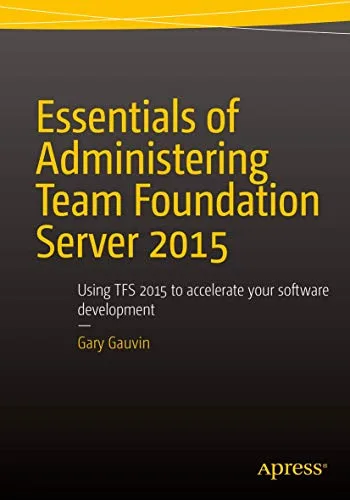 Essentials of
Administering
Team Foundation
Server 2015
Using TFS 2015 to accelerate your software
development
—
Gary Gauvin
Apress®